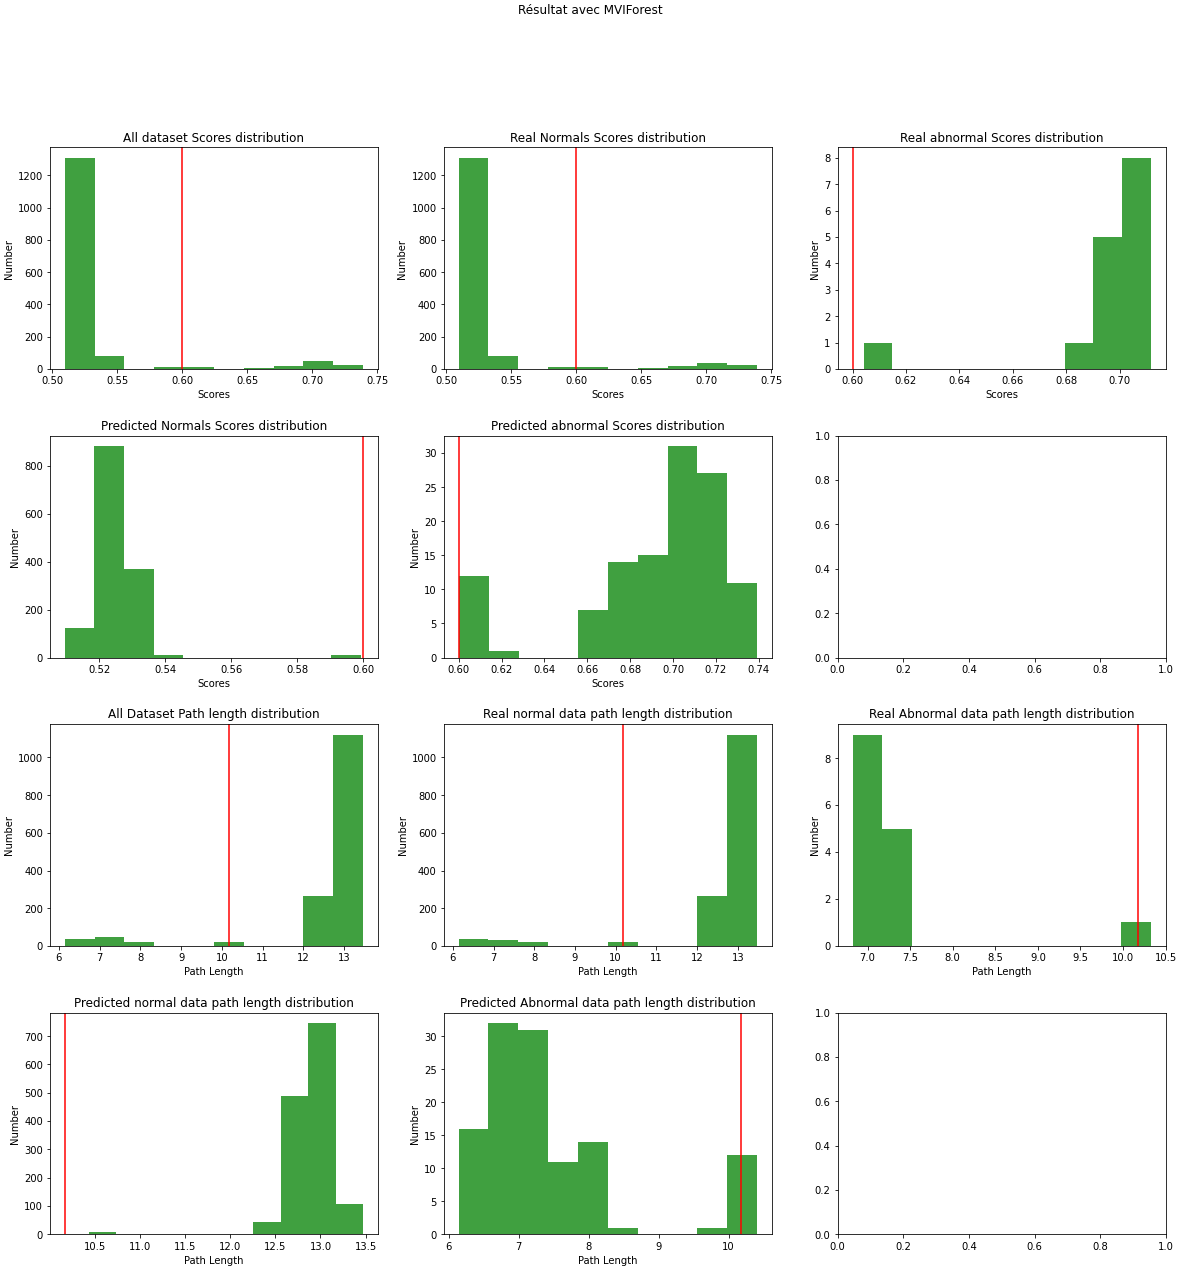 Résultat avec MVIForest
All dataset Scores distribution
Real Normals Scores distribution
Real abnormal Scores distribution
Number
1200
1000
800
600
400
200
0
0.50 0.55 0.60 0.65 0.70 0.75
Scores
Number
1200
1000
800
600
400
200
0
0.50 0.55 0.60 0.65 0.70 0.75
Scores
Number
8
7
6
5
4
3
2
1
0
0.60 0.62 0.64 0.66 0.68 0.70
Scores
Predicted Normals Scores distribution
Predicted abnormal Scores distribution
Number
800
600
400
200
0
0.52 0.54 0.56 0.58 0.60
Scores
Number
30
25
20
15
10
5
0
0.60 0.62 0.64 0.66 0.68 0.70 0.72 0.74
Scores
1.0
0.8
0.6
0.4
0.2
0.0
0.0 0.2 0.4 0.6 0.8 1.0
All Dataset Path length distribution
Real normal data path length distribution
Real Abnormal data path length distribution
Number
1000
800
600
400
200
0
6 7 8 9 10 11 12 13
Path Length
Number
1000
800
600
400
200
0
6 7 8 9 10 11 12 13
Path Length
Number
8
6
4
2
0
7.0 7.5 8.0 8.5 9.0 9.5 10.0 10.5
Path Length
Predicted normal data path length distribution
Predicted Abnormal data path length distribution
Number
700
600
500
400
300
200
100
0
10.5 11.0 11.5 12.0 12.5 13.0 13.5
Path Length
Number
30
25
20
15
10
5
0
6 7 8 9 10
Path Length
1.0
0.8
0.6
0.4
0.2
0.0
0.0 0.2 0.4 0.6 0.8 1.0